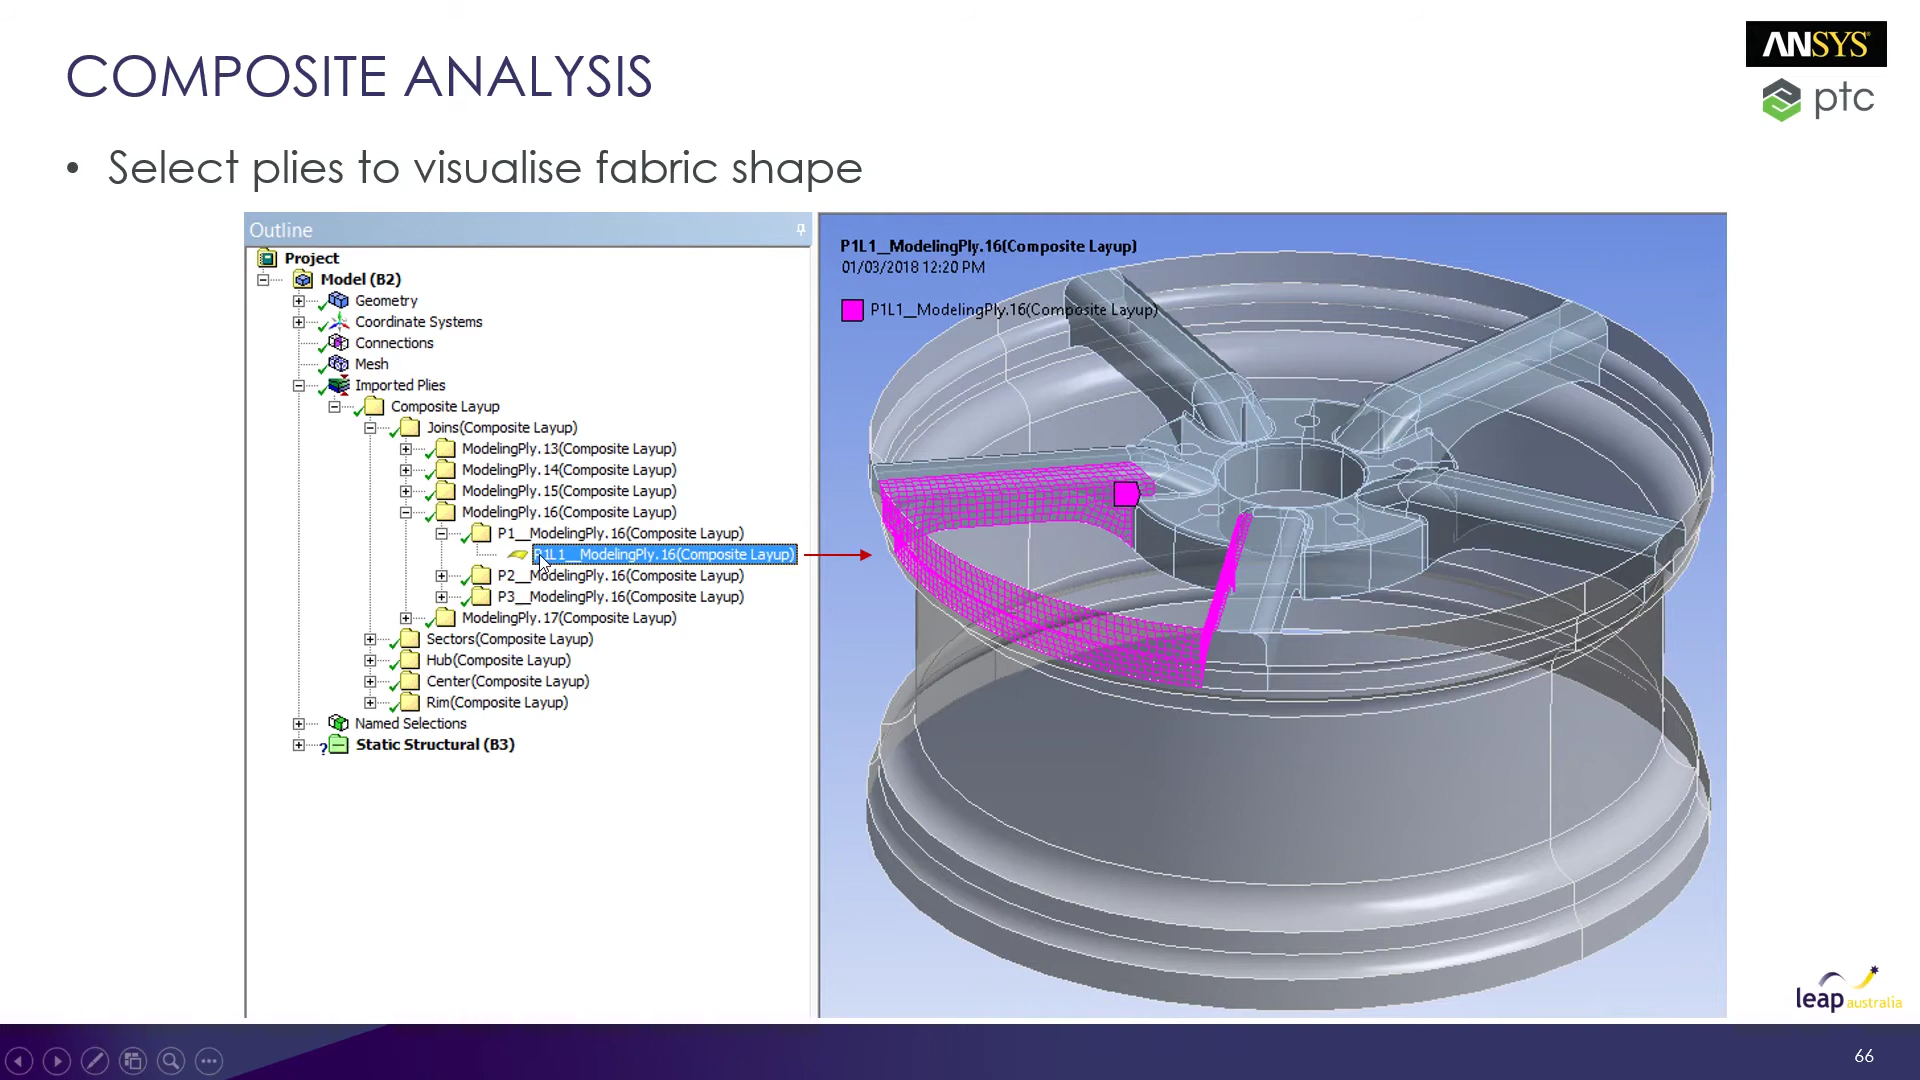 COMPOSITE ANALYSIS
ANSYS
ptc
• Select plies to visualise fabric shape
Outline
Project
Model (B2)
Geometry
Coordinate Systems
Connections
Mesh
Imported Plies
Composite Layup
Joins(Composite Layup)
ModelingPly.13(Composite Layup)
ModelingPly.14(Composite Layup)
ModelingPly.15(Composite Layup)
ModelingPly.16(Composite Layup)
P1__ModelingPly.16(Composite Layup)
P1L1__ModelingPly.16(Composite Layup)
P2__ModelingPly.16(Composite Layup)
P3__ModelingPly.16(Composite Layup)
ModelingPly.17(Composite Layup)
Sectors(Composite Layup)
Hub(Composite Layup)
Center(Composite Layup)
Rim(Composite Layup)
Named Selections
Static Structural (B3)
P1L1__ModelingPly.16(Composite Layup)
01/03/2018 12:20 PM
P1L1__ModelingPly.16(Composite Layup)
leap australia
66